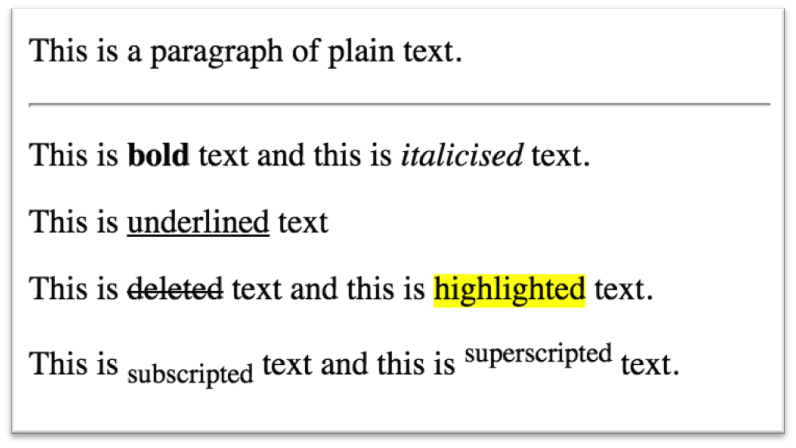 This is a paragraph of plain text.
This is bold text and this is italicised text.
This is underlined text
This is deleted text and this is highlighted text.
This is subscripted text and this is superscripted text.